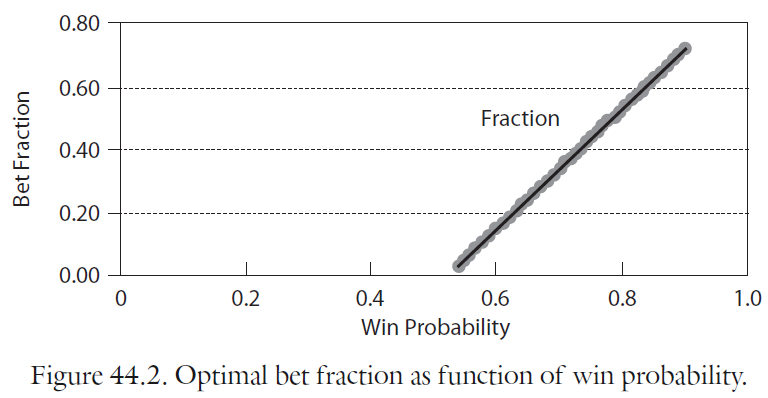 0.80
0.60
Fraction
0.40
0.20
0.00
Bet Fraction
0 0.2 0.4 0.6 0.8 1.0
Win Probability
Figure 44.2. Optimal bet fraction as function of win probability.